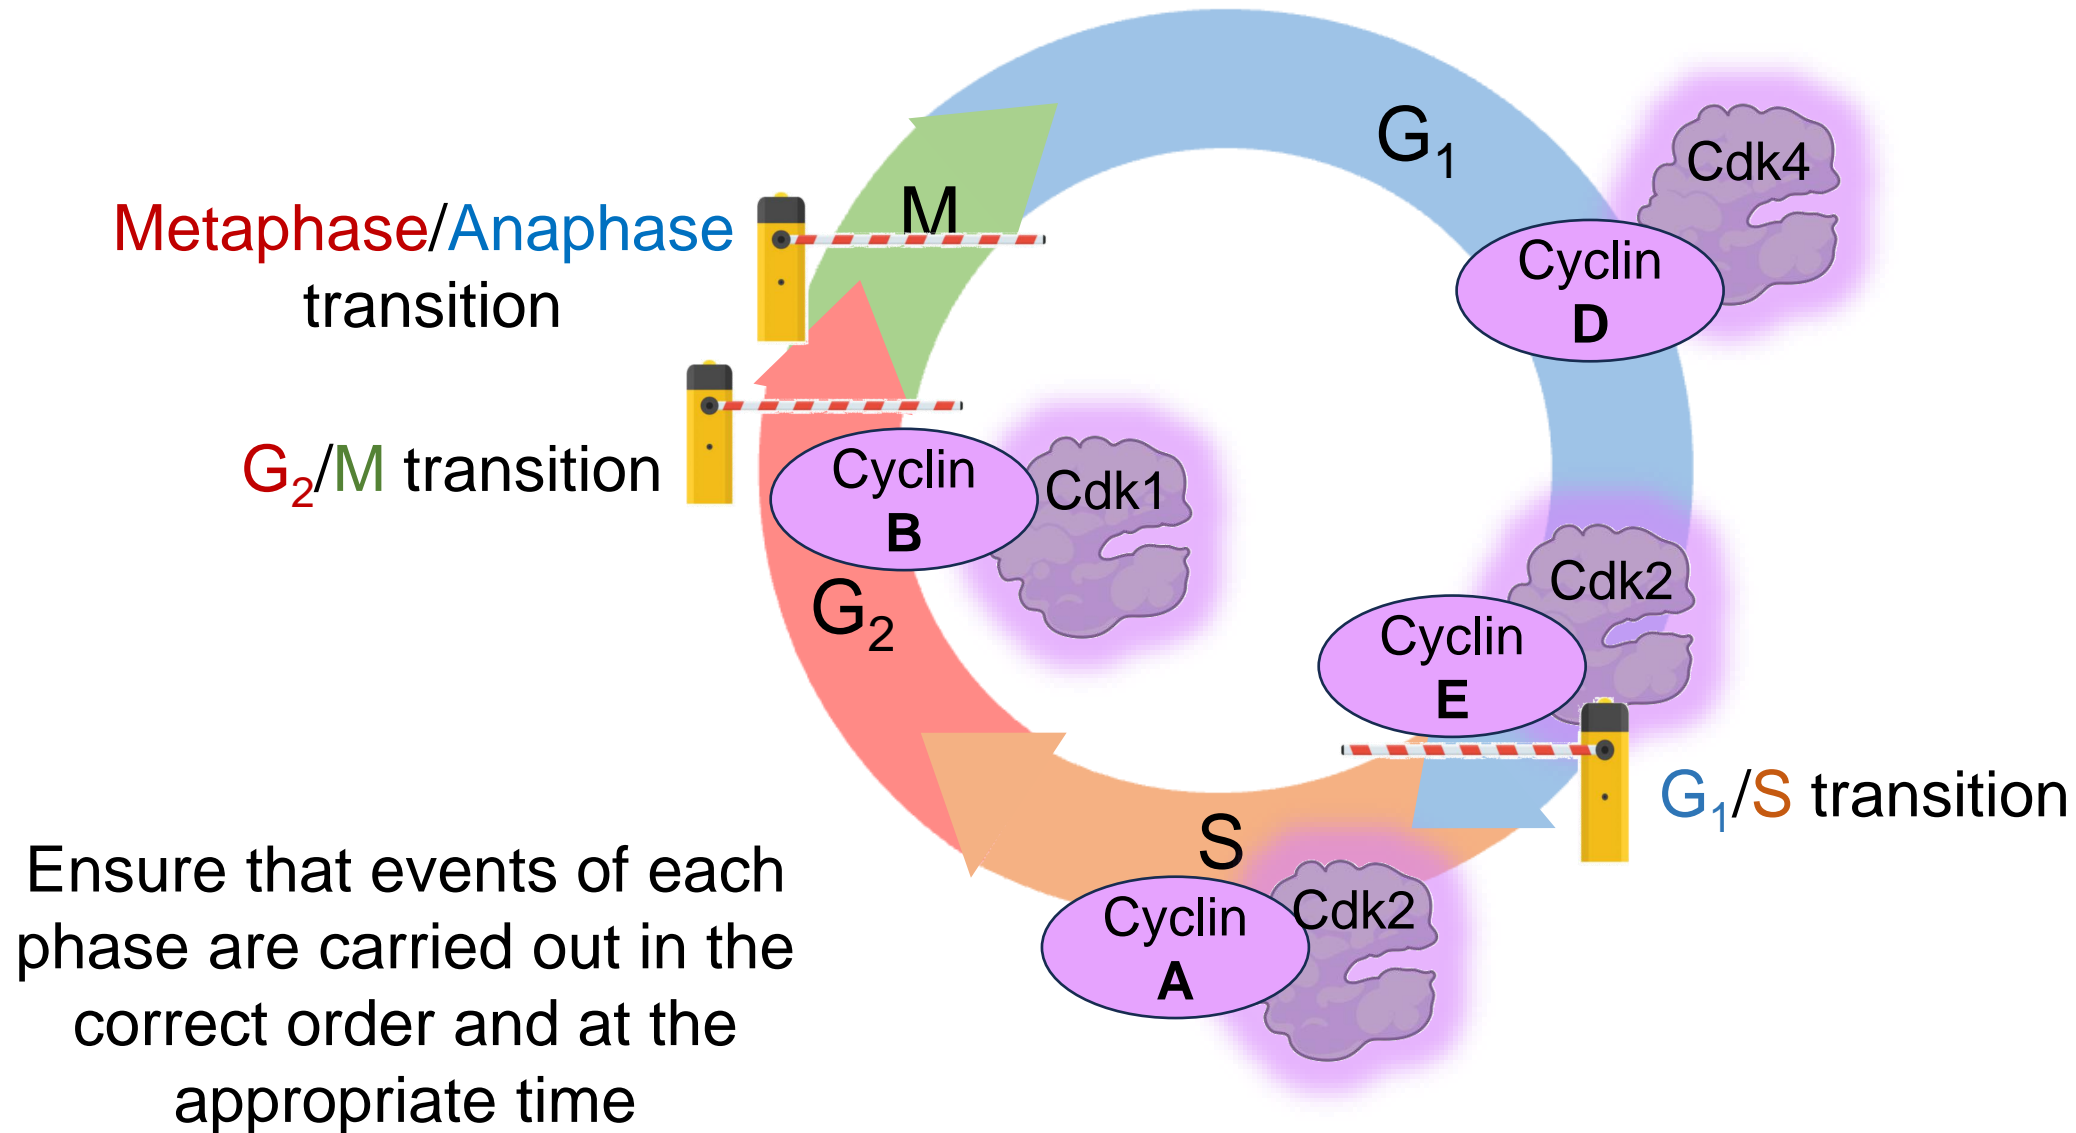 G₁
Cdk4
Cyclin
D
M
Metaphase/Anaphase
transition
G₂/M transition
Cyclin
B
Cdk1
G₂
Cdk2
Cyclin
E
G₁/S transition
S
Cyclin
A
Cdk2
Ensure that events of each
phase are carried out in the
correct order and at the
appropriate time